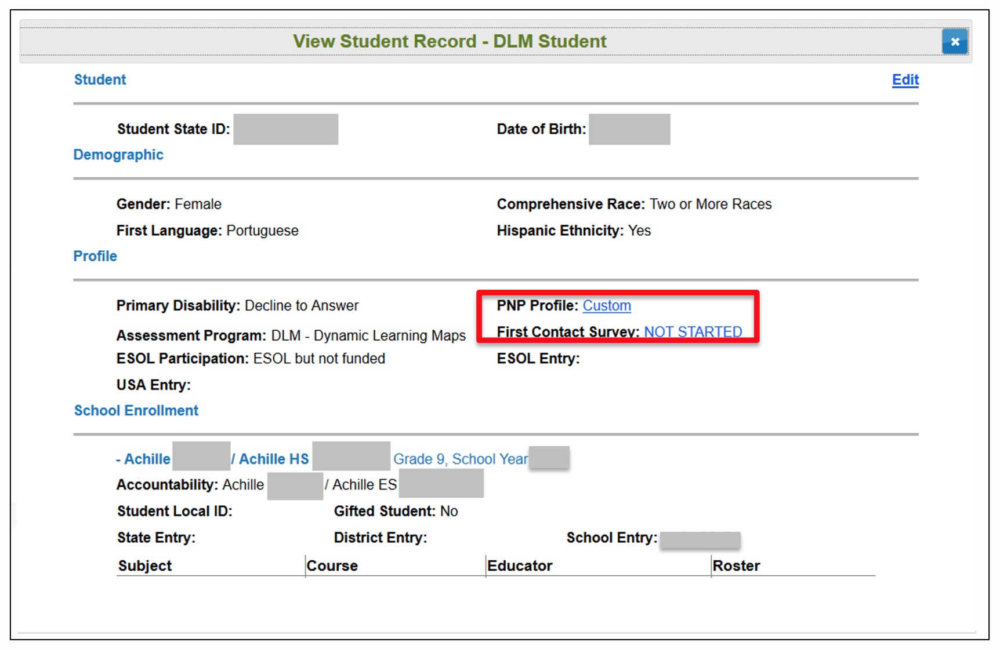 View Student Record - DLM Student
Student Edit
Student State ID: Date of Birth:
Demographic
Gender: Female Comprehensive Race: Two or More Races
First Language: Portuguese Hispanic Ethnicity: Yes
Profile
Primary Disability: Decline to Answer PNP Profile: Custom
Assessment Program: DLM - Dynamic Learning Maps First Contact Survey: NOT STARTED
ESOL Participation: ESOL but not funded ESOL Entry:
USA Entry:
School Enrollment
- Achille / Achille HS Grade 9, School Year
Accountability: Achille / Achille ES
Student Local ID: Gifted Student: No
State Entry: District Entry: School Entry:
Subject Course Educator Roster